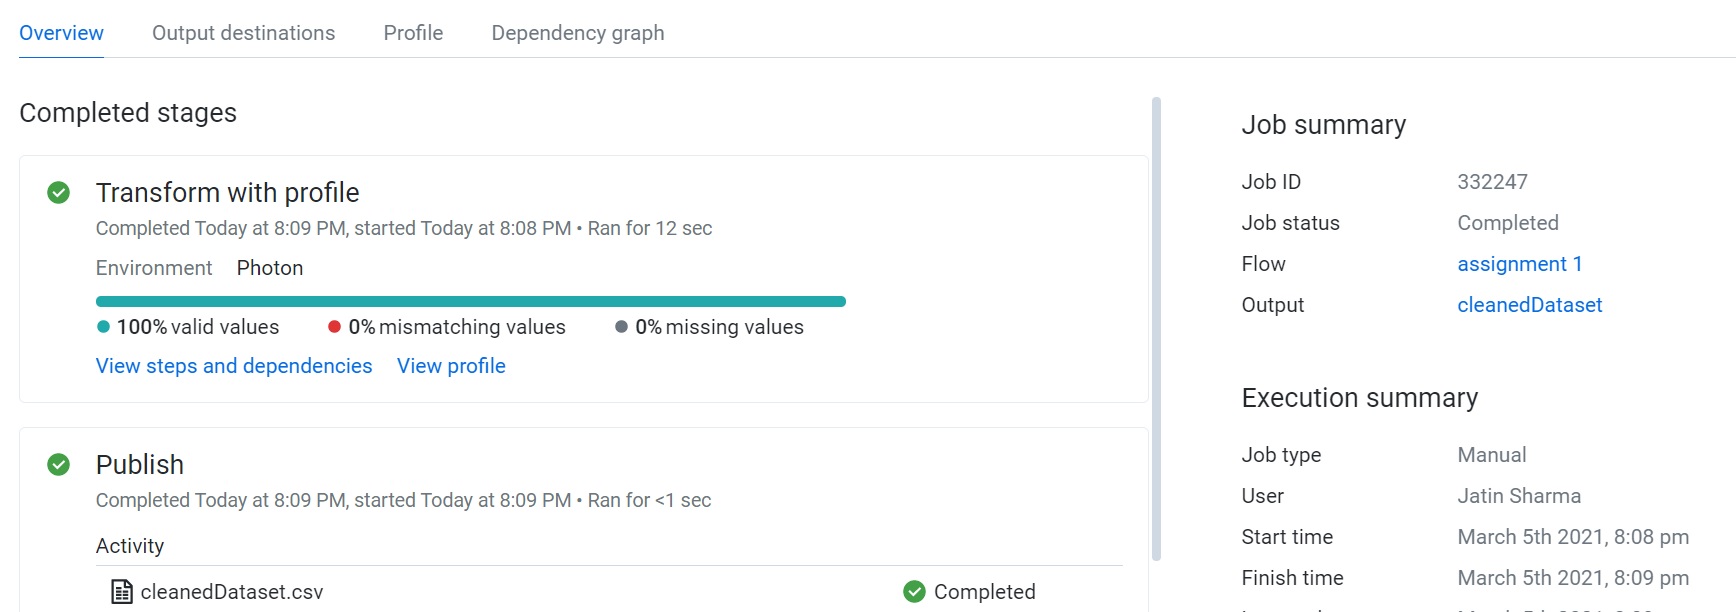 Overview Output destinations Profile Dependency graph
Completed stages
Transform with profile
Completed Today at 8:09 PM, started Today at 8:08 PM • Ran for 12 sec
Environment Photon
100% valid values 0% mismatching values 0% missing values
View steps and dependencies View profile
Publish
Completed Today at 8:09 PM, started Today at 8:09 PM • Ran for <1 sec
Activity
cleanedDataset.csv Completed
Job summary
Job ID 332247
Job status Completed
Flow assignment 1
Output cleanedDataset
Execution summary
Job type Manual
User Jatin Sharma
Start time March 5th 2021, 8:08 pm
Finish time March 5th 2021, 8:09 pm